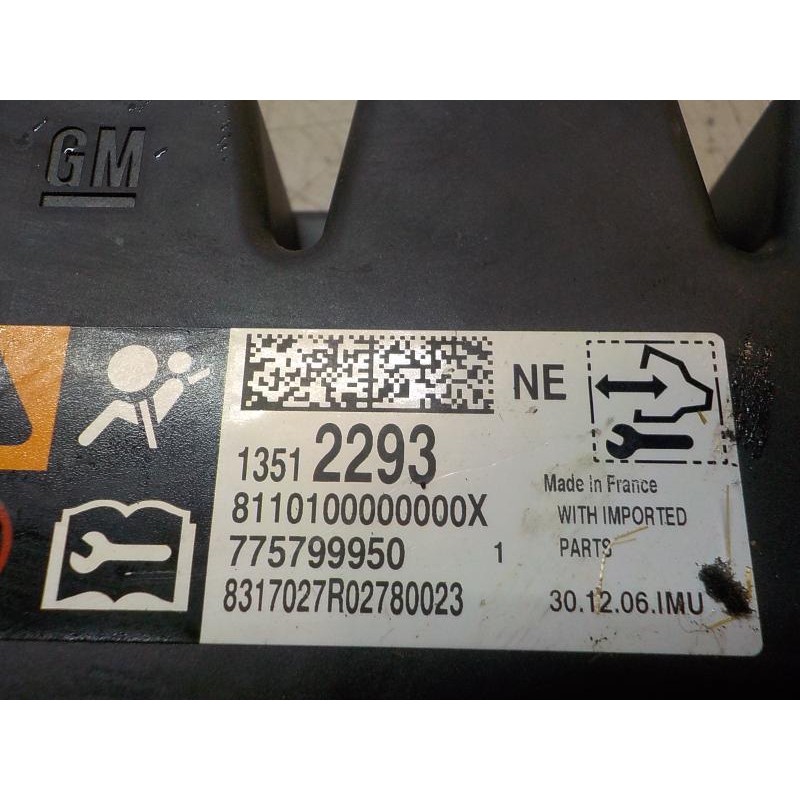 GM
NE
1351 2293
8110100000000X
775799950 1
8317027R02780023
Made in France
WITH IMPORTED
PARTS
30.12.06.IMU